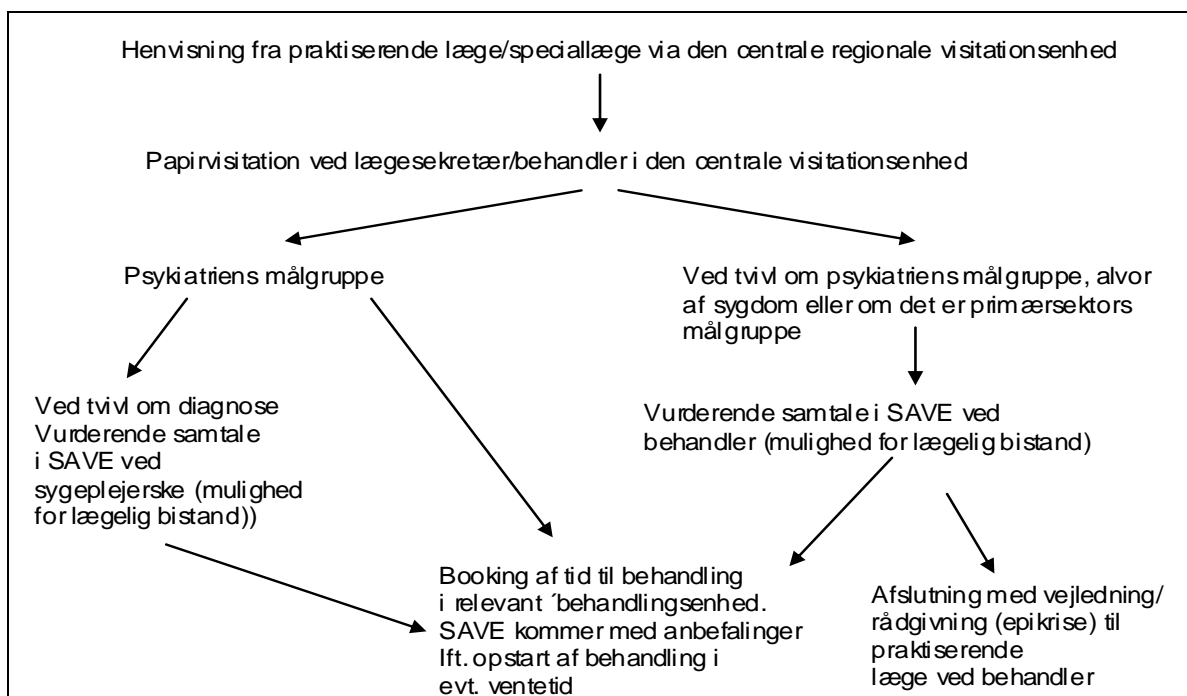 Henvisning fra praktiserende læge/speciallæge via den centrale regionale visitationsenhed
Papirvisitation ved lægesekretær/behandler i den centrale visitationsenhed
Psykiatriens målgruppe
Ved tvivl om psykiatriens målgruppe, alvor
af sygdom eller om det er primærsektors
målgruppe
Ved tvivl om diagnose
Vurderende samtale
i SAVE ved
sygeplejerske (mulighed
for lægelig bistand))
Vurderende samtale i SAVE ved
behandler (mulighed for lægelig bistand)
Booking af tid til behandling
i relevant ´behandlingsenhed.
SAVE kommer med anbefalinger
Ift. opstart af behandling i
evt. ventetid
Afslutning med vejledning/
rådgivning (epikrise) til
praktiserende
læge ved behandler